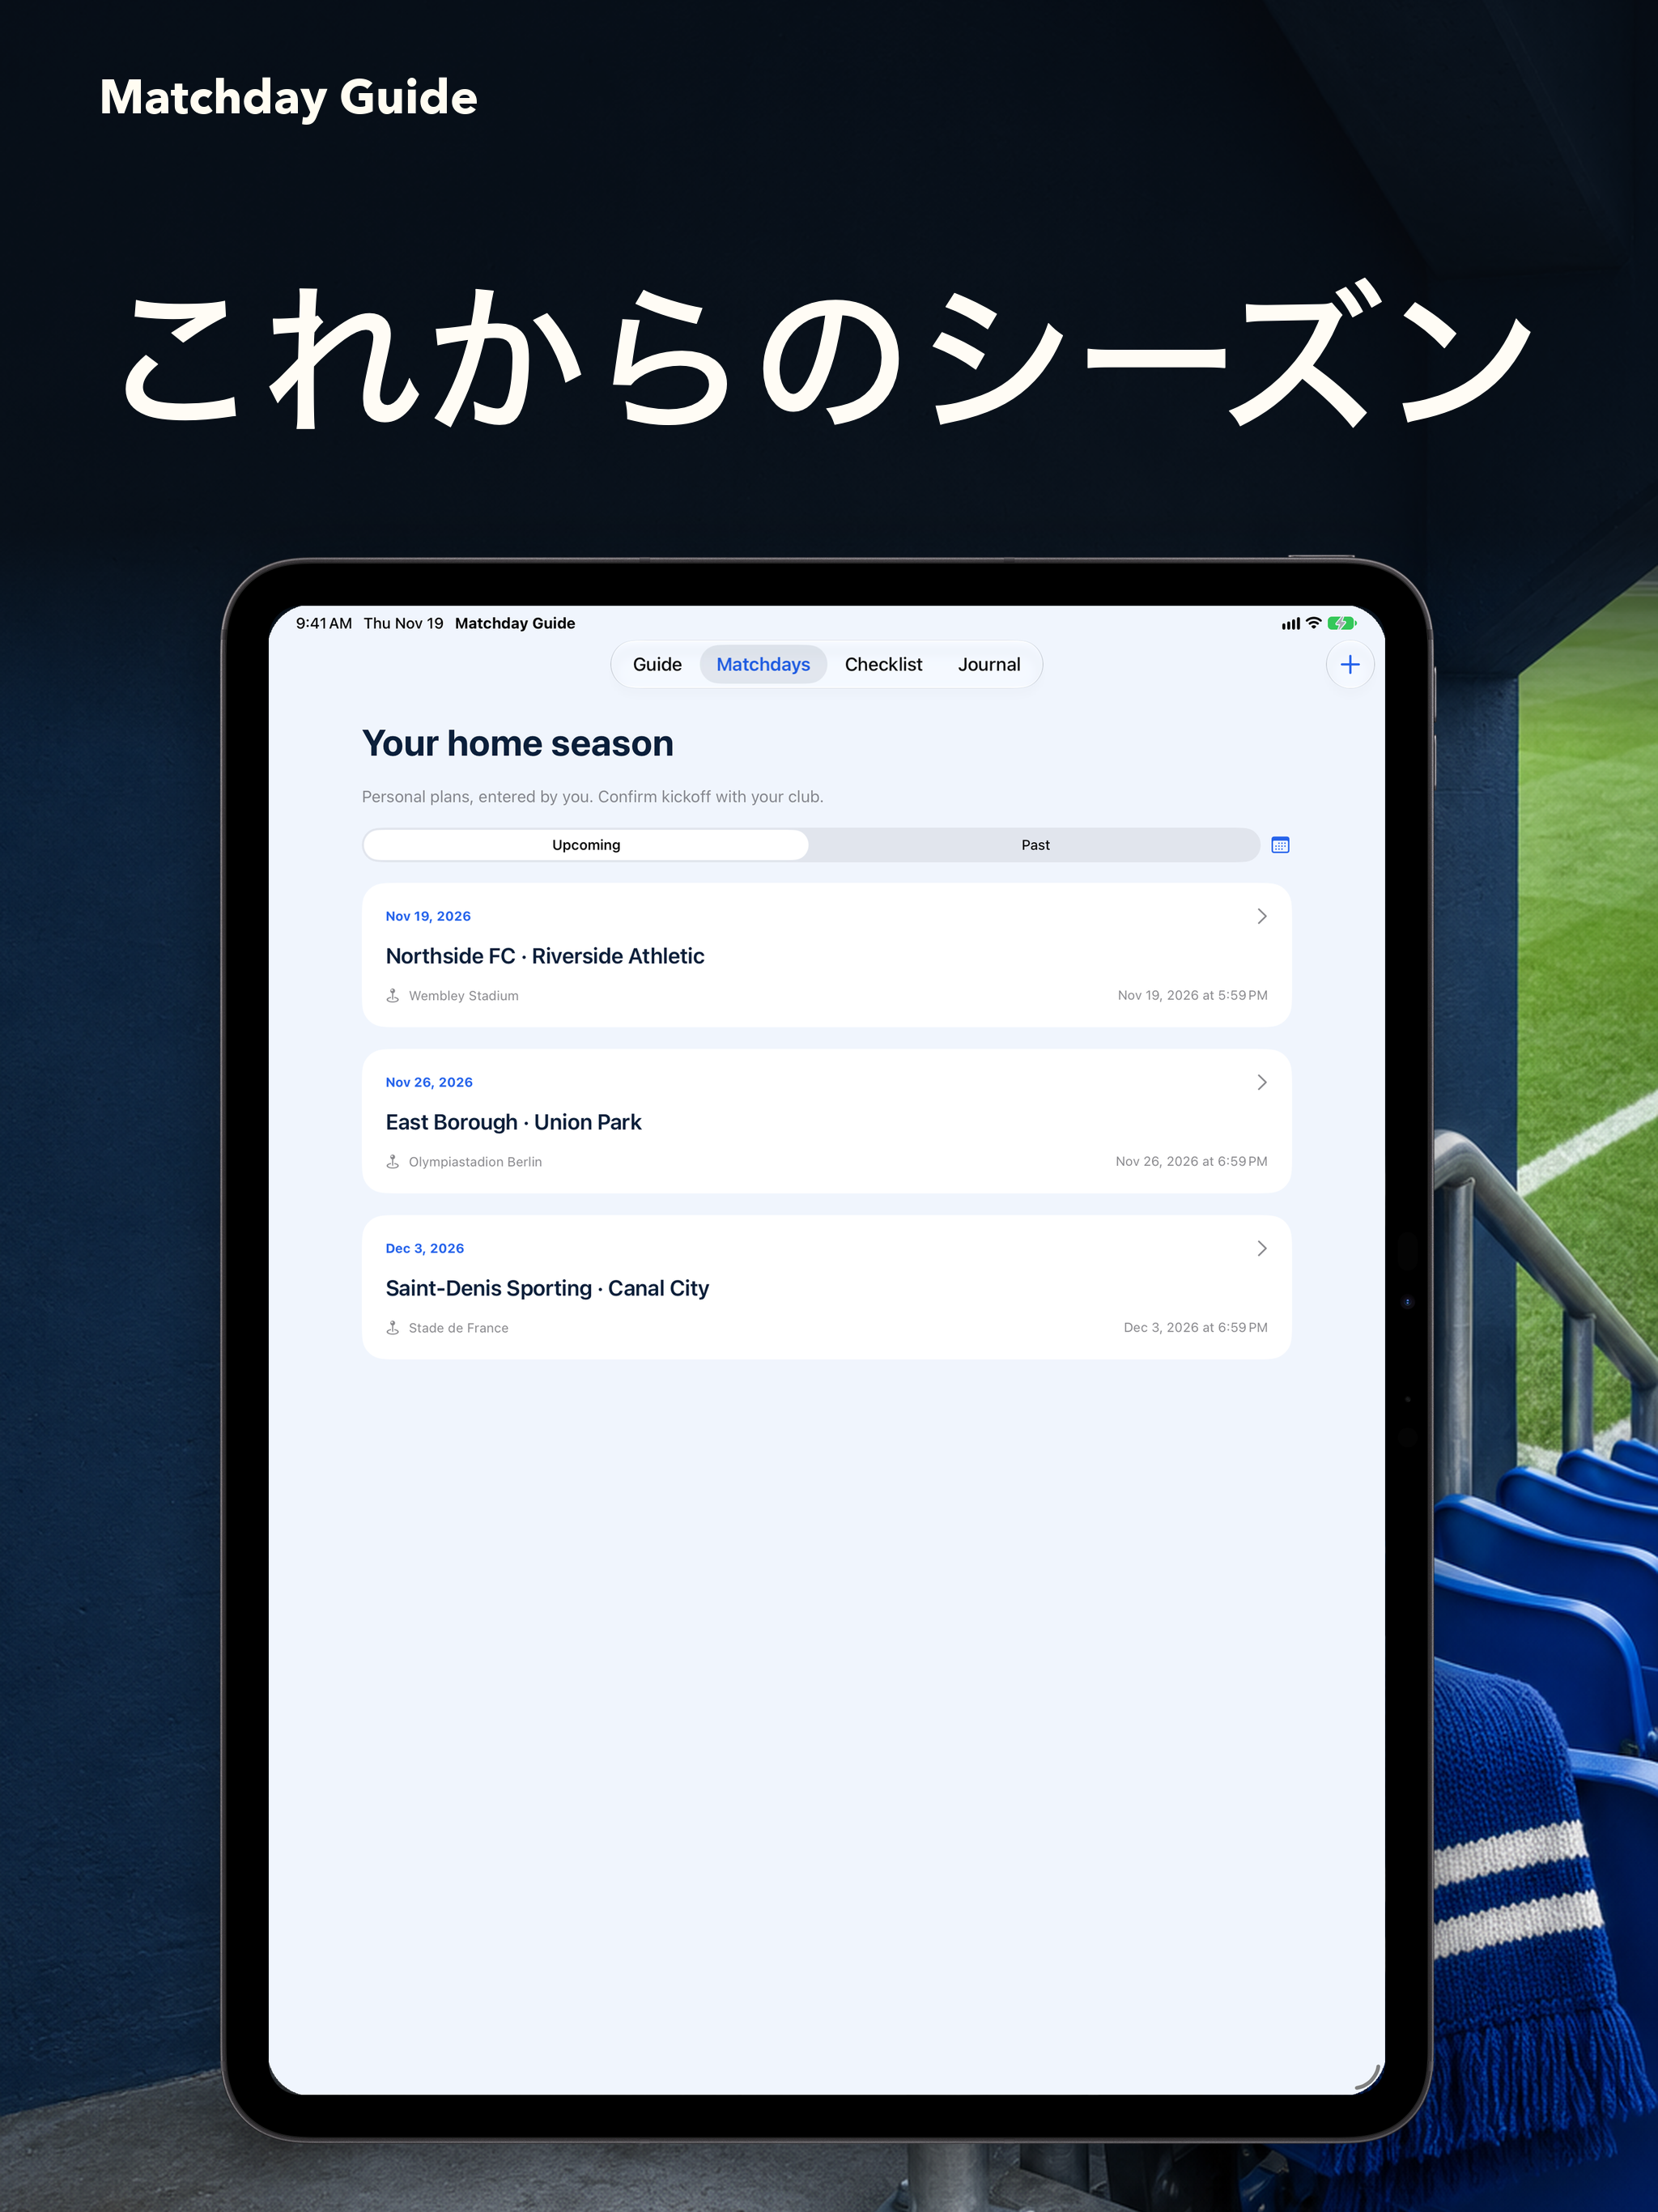 Matchday Guide
これからのシーズン
9:41 AM Thu Nov 19 Matchday Guide
Guide Matchdays Checklist Journal
Your home season
Personal plans, entered by you. Confirm kickoff with your club.
Upcoming Past
Nov 19, 2026
Northside FC · Riverside Athletic
Wembley Stadium Nov 19, 2026 at 5:59 PM
Nov 26, 2026
East Borough · Union Park
Olympiastadion Berlin Nov 26, 2026 at 6:59 PM
Dec 3, 2026
Saint-Denis Sporting · Canal City
Stade de France Dec 3, 2026 at 6:59 PM